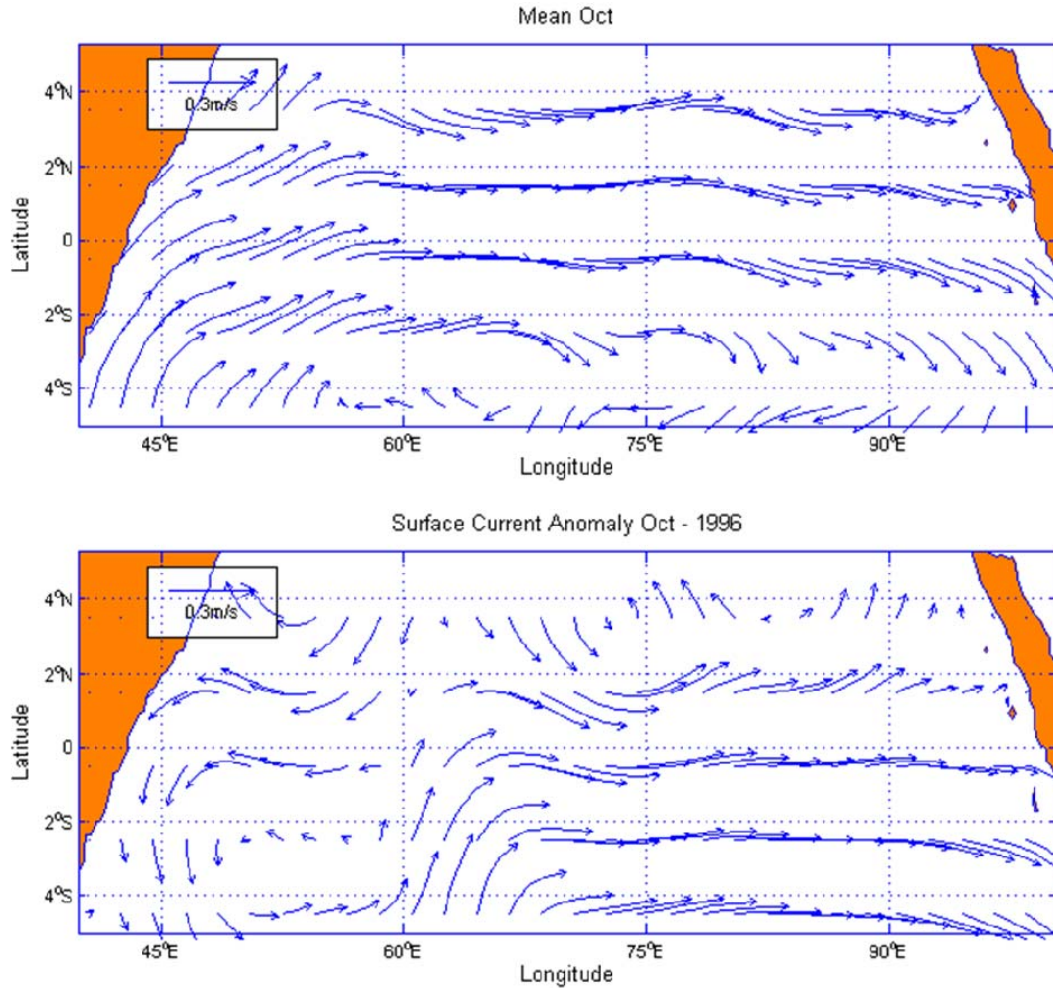 Mean Oct
4°N
2°N
0
2°S
4°S
Latitude
0.3m/s
45°E 60°E 75°E 90°E
Longitude
Surface Current Anomaly Oct - 1996
4°N
2°N
0
2°S
4°S
Latitude
0.3m/s
45°E 60°E 75°E 90°E
Longitude